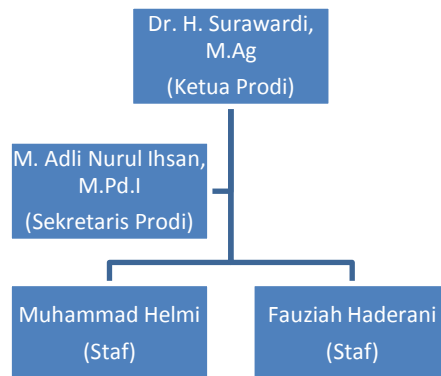 Dr. H. Surawardi,
M.Ag
(Ketua Prodi)
M. Adli Nurul Ihsan,
M.Pd.I
(Sekretaris Prodi)
Muhammad Helmi
(Staf)
Fauziah Haderani
(Staf)